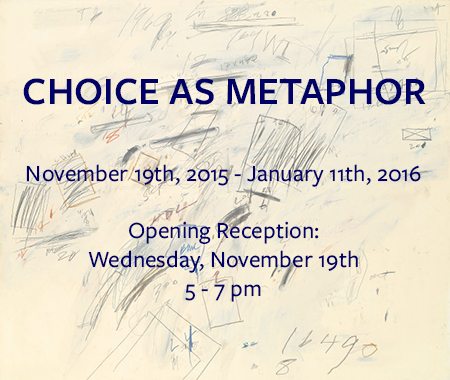 CHOICE AS METAPHOR
November 19th, 2015 - January 11th, 2016
Opening Reception:
Wednesday, November 19th
5 - 7 pm